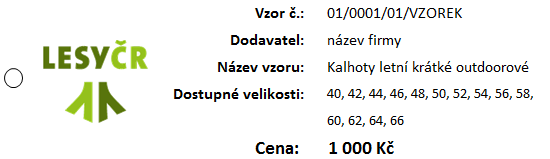 LESYČR
Vzor č.: 01/0001/01/VZOREK
Dodavatel: název firmy
Název vzoru: Kalhoty letní krátké outdoorové
Dostupné velikosti: 40, 42, 44, 46, 48, 50, 52, 54, 56, 58,
60, 62, 64, 66
Cena: 1 000 Kč